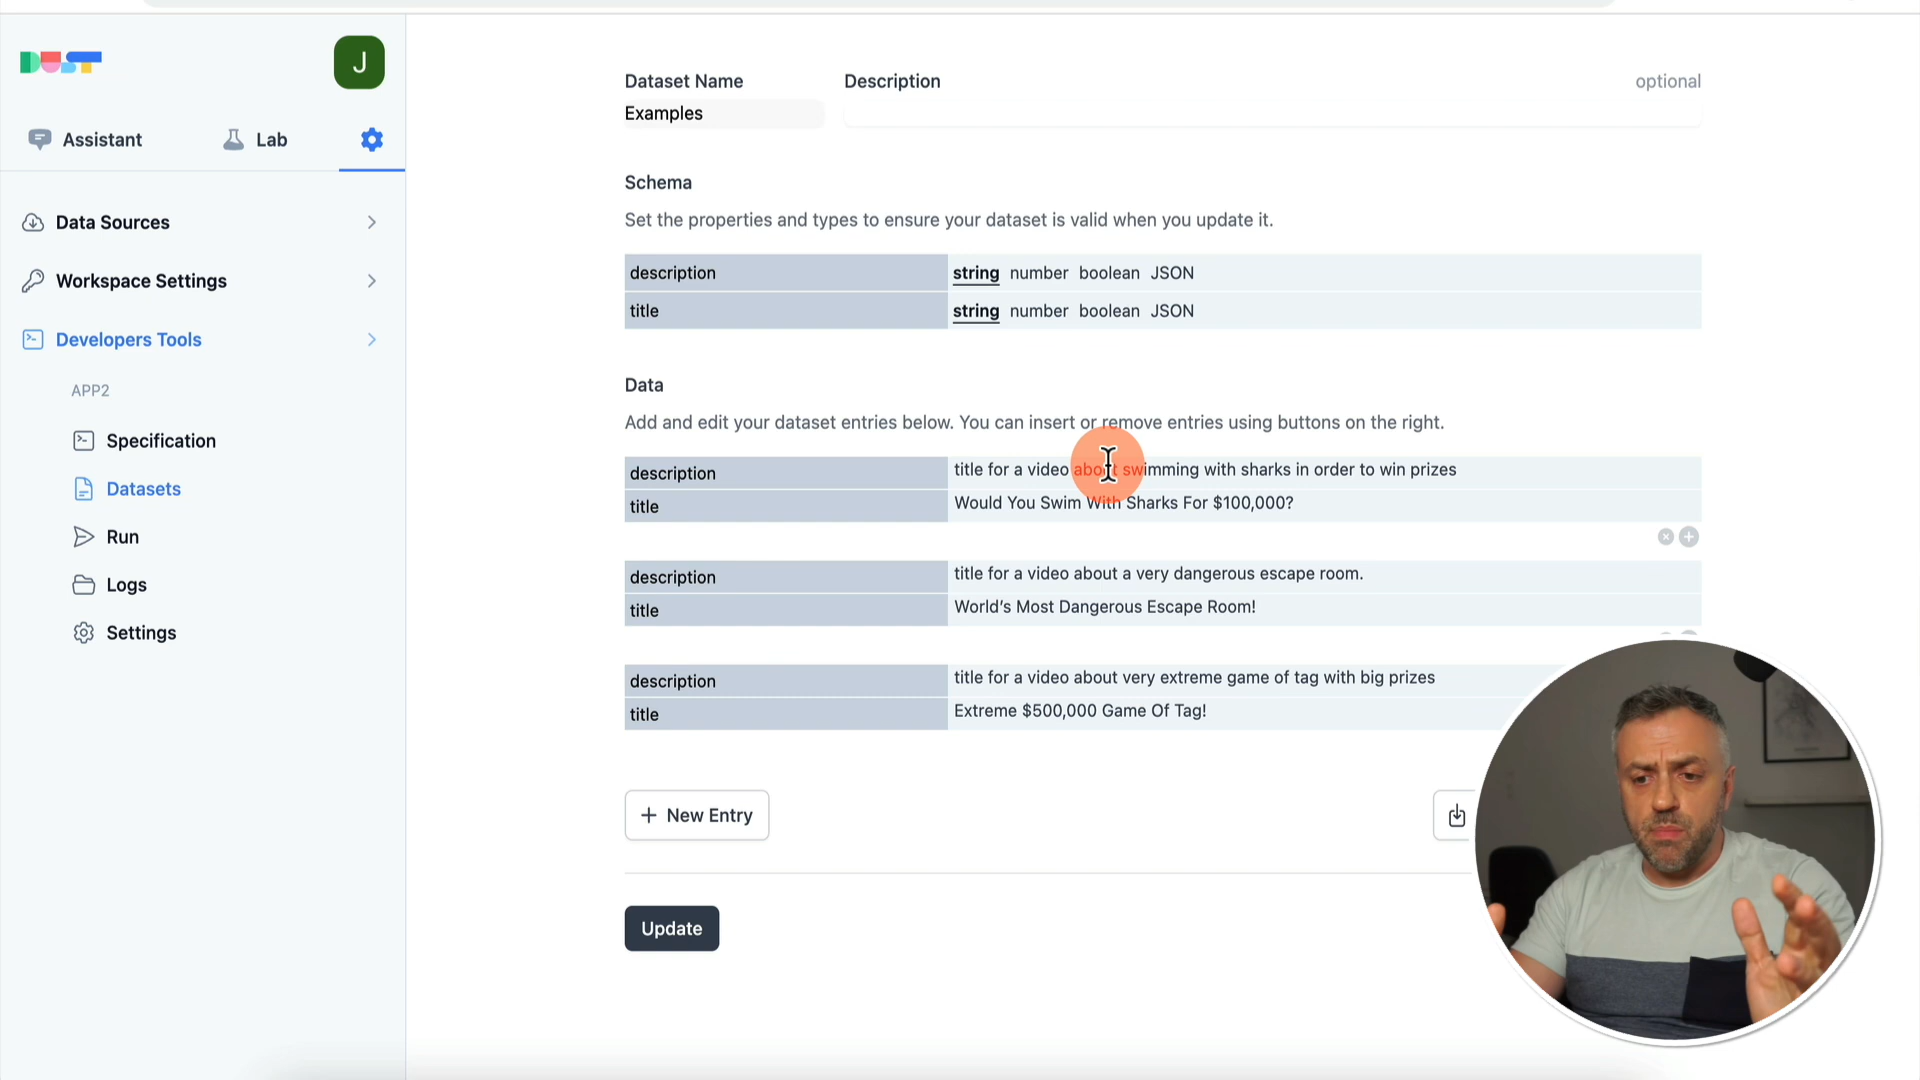 DUST
J
Assistant
Lab
Data Sources
Workspace Settings
Developers Tools
APP2
Specification
Datasets
Run
Logs
Settings
Dataset Name
Description
optional
Examples
Schema
Set the properties and types to ensure your dataset is valid when you update it.
description string number boolean JSON
title string number boolean JSON
Data
Add and edit your dataset entries below. You can insert or remove entries using buttons on the right.
description title for a video about swimming with sharks in order to win prizes
title Would You Swim With Sharks For $100,000?
description title for a video about a very dangerous escape room.
title World’s Most Dangerous Escape Room!
description title for a video about very extreme game of tag with big prizes
title Extreme $500,000 Game Of Tag!
New Entry
Update